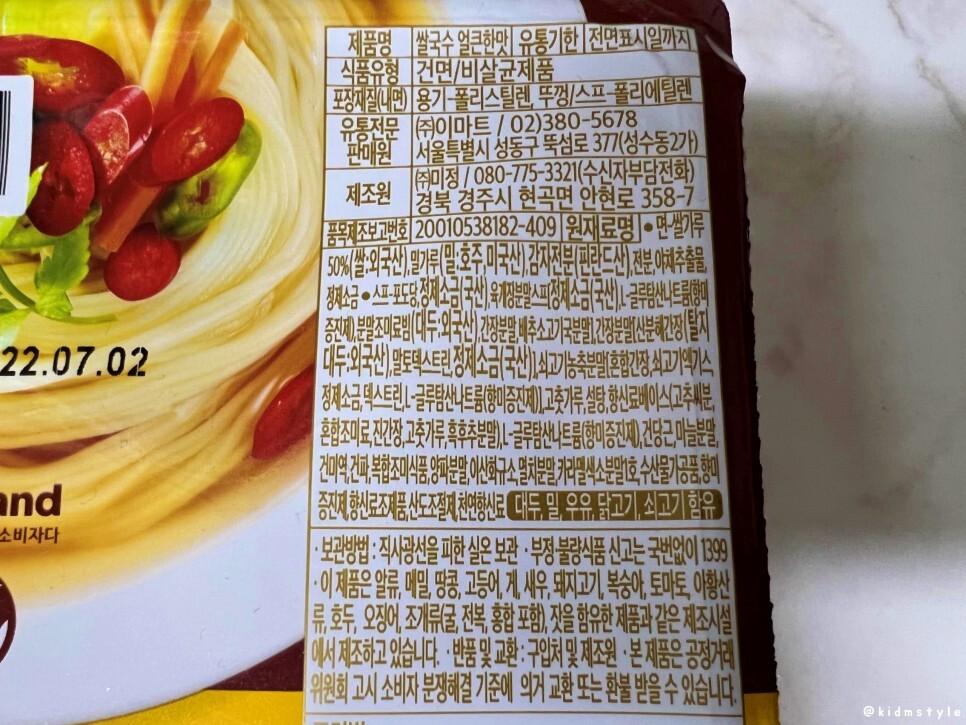 제품명 쌀국수 얼큰한맛 유통기한 전면표시일까지
식품유형 건면/비살균제품
포장재질(내면) 용기-폴리스틸렌, 뚜껑/스프-폴리에틸렌
유통전문 판매원 ㈜이마트 / 02)380-5678
서울특별시 성동구 뚝섬로 377(성수동2가)
제조원 ㈜미정 / 080-775-3321(수신자부담전화)
경북 경주시 현곡면 안현로 358-7
품목제조보고번호 20010538182-409 원재료명 •면-쌀가루
50%(쌀:외국산), 밀가루(밀:호주,미국산), 감자전분(핀란드산), 전분, 야채추출물,
정제소금 •스프-포도당, 정제소금(국산), 육개장분말스프[정제소금(국산), L-글루탐산나트륨(향미
증진제), 분말조미로범(대두:외국산), 간장분말, 배추소고기국분말, 간장분말{산분해간장(탈지
대두:외국산), 말토덱스트린, 정제소금(국산)}, 쇠고기농축분말{혼합간장, 쇠고기엑기스,
정제소금, 덱스트린, L-글루탐산나트륨(향미증진제)}, 고춧가루, 설탕, 향신료베이스(고추씨분,
혼합조미료, 진간장, 고춧가루, 흑후추분말), L-글루탐산나트륨(향미증진제), 건당근, 마늘분말,
건미역, 건파, 복합조미식품, 양파분말, 이산화규소, 멸치분말, 카라멜색소분말1호, 수산물가공품, 향미
증진제, 향신료조제품, 산도조절제, 천연향신료 대두, 밀, 우유, 닭고기, 쇠고기 함유
· 보관방법 : 직사광선을 피한 실온 보관 · 부정·불량식품 신고는 국번없이 1399
· 이 제품은 알류, 메밀, 땅콩, 고등어, 게, 새우, 돼지고기, 복숭아, 토마토, 아황산
류, 호두, 오징어, 조개류(굴, 전복, 홍합 포함), 잣을 함유한 제품과 같은 제조시설
에서 제조하고 있습니다. · 반품 및 교환 : 구입처 및 제조원 · 본 제품은 공정거래
위원회 고시 소비자 분쟁해결 기준에 의거 교환 또는 환불 받을 수 있습니다.
22.07.02
and
소비자다
@kidmstyle